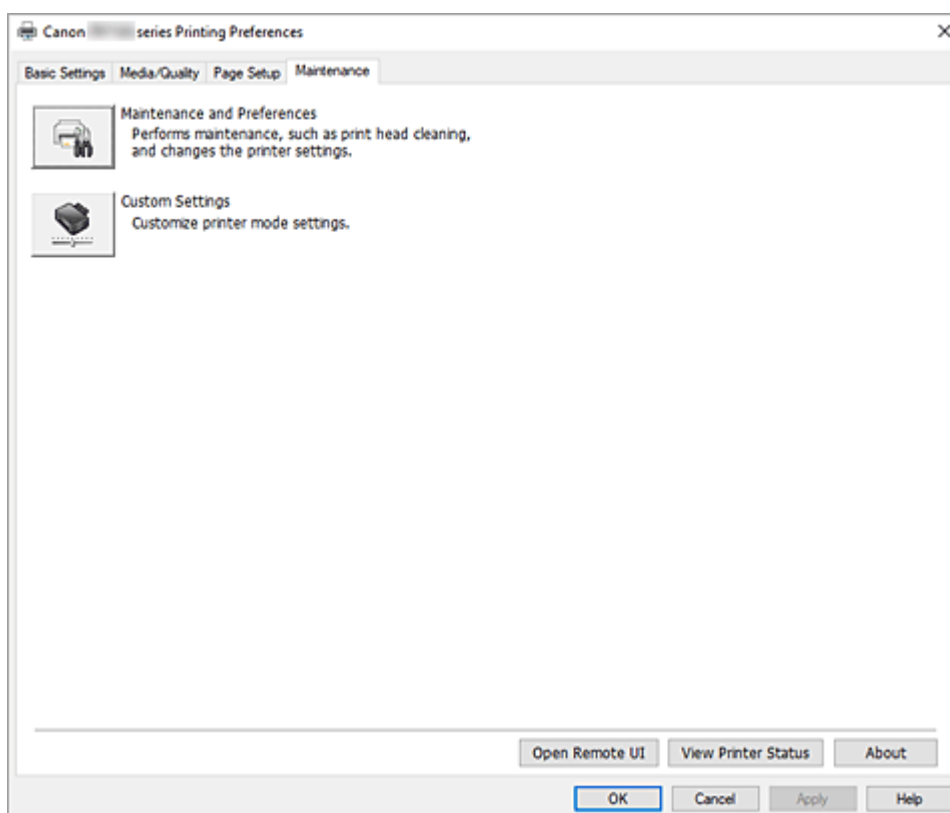 Canon series Printing Preferences
Basic Settings Media/Quality Page Setup Maintenance
Maintenance and Preferences
Performs maintenance, such as print head cleaning,
and changes the printer settings.
Custom Settings
Customize printer mode settings.
Open Remote UI View Printer Status About
OK Cancel Apply Help